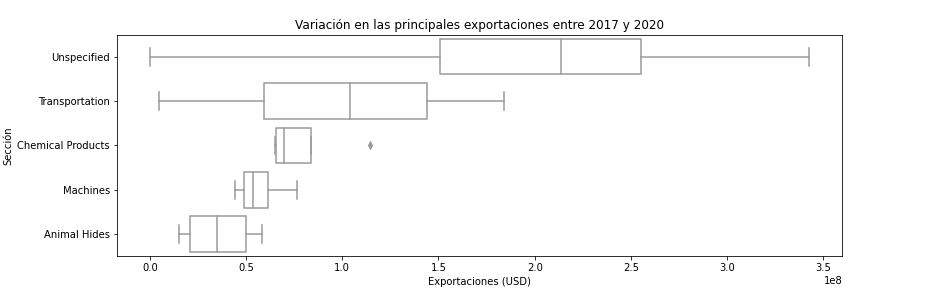 Variación en las principales exportaciones entre 2017 y 2020
Sección
Unspecified
Transportation
Chemical Products
Machines
Animal Hides
0.0 0.5 1.0 1.5 2.0 2.5 3.0 3.5
1e8
Exportaciones (USD)